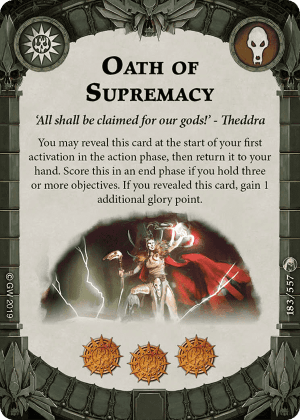 OATH OF
SUPREMACY
'All shall be claimed for our gods!' - Theddra
You may reveal this card at the start of your first
activation in the action phase, then return it to your
hand. Score this in an end phase if you hold three
or more objectives. If you revealed this card, gain 1
additional glory point.
© GW 2019
183/557